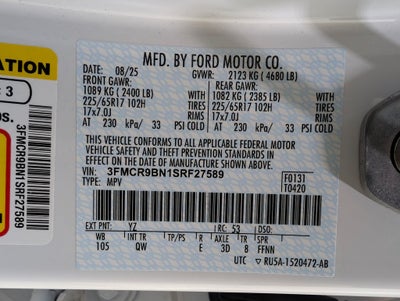 ATION
: 3
OS.
3FMCR9BN1SRF27589
MFD. BY FORD MOTOR CO.
DATE: 08/25 GVWR: 2123 KG ( 4680 LB)
FRONT GAWR: REAR GAWR:
1089 KG ( 2400 LB) 1082 KG ( 2385 LB) WITH
225/65R17 102H TIRES 225/65R17 102H TIRES
17x7.0J RIMS 17x7.0J RIMS
AT 230 kPa/ 33 PSI COLD AT 230 kPa/ 33 PSI COLD
THIS VEHICLE CONFORMS TO ALL APPLICABLE FEDERAL MOTOR
VEHICLE SAFETY AND THEFT PREVENTION STANDARDS IN
EFFECT ON THE DATE OF MANUFACTURE SHOWN ABOVE.
VIN: 3FMCR9BN1SRF27589 F0131
TYPE: MPV T0420
EXT PNT: YZ RC: 53 DSO:
WB INT TR TP/PS R AXLE TR SPR
105 QW E 3D 8 FFNN
UTC ▽ RU5A-1520472-AB